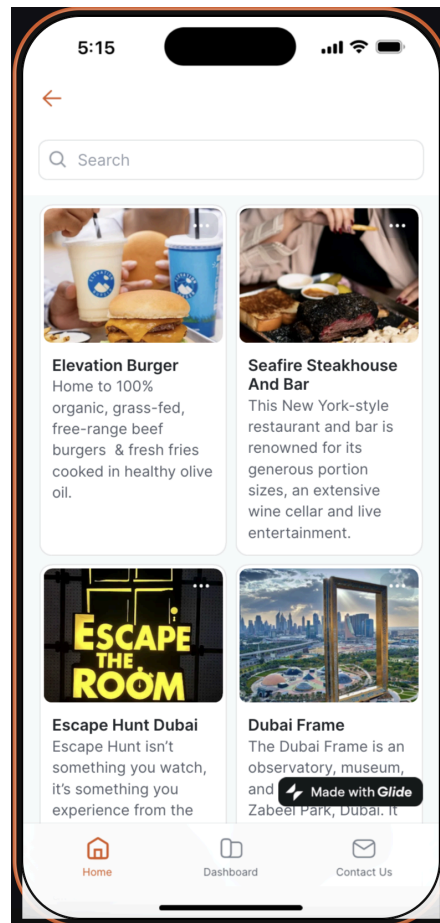 5:15
Search
Elevation Burger
Home to 100%
organic, grass-fed,
free-range beef
burgers & fresh fries
cooked in healthy olive
oil.
Seafire Steakhouse
And Bar
This New York-style
restaurant and bar is
renowned for its
generous portion
sizes, an extensive
wine cellar and live
entertainment.
ESCAPE
THE
ROOM
Escape Hunt Dubai
Escape Hunt isn't
something you watch,
it's something you
experience from the
Dubai Frame
The Dubai Frame is an
observatory, museum,
and
Zabeel Park, Dubai. It
Made with Glide
Home
Dashboard
Contact Us